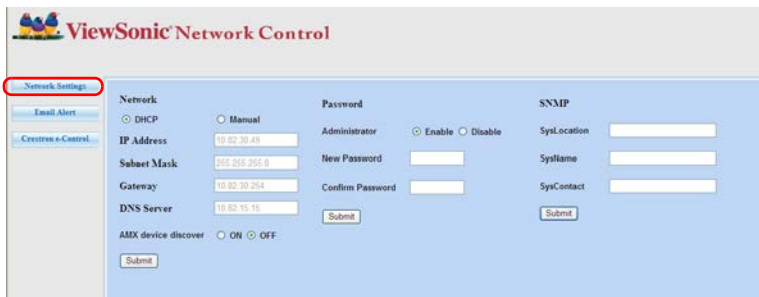 ViewSonic® Network Control
Network Settings
Email Alert
Crestron e-Control
Network
DHCP Manual
IP Address 10.82.30.49
Subnet Mask 255.255.255.0
Gateway 10.82.30.254
DNS Server 10.82.15.15
AMX device discover ON OFF
Submit
Password
Administrator Enable Disable
New Password
Confirm Password
Submit
SNMP
SysLocation
SysName
SysContact
Submit